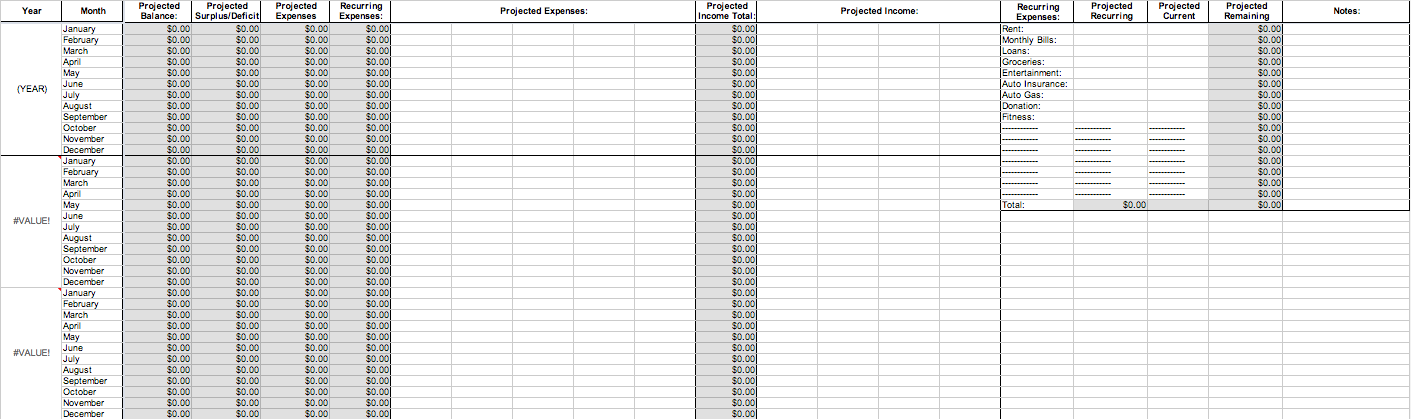 Year Month Projected Balance: Projected Surplus/Deficit Projected Expenses Recurring Expenses: Projected Expenses: Projected Income Total: Projected Income: Recurring Expenses: Projected Recurring Projected Current Projected Remaining Notes:
January $0.00 $0.00 $0.00 $0.00 $0.00 Rent: $0.00
February $0.00 $0.00 $0.00 $0.00 $0.00 Monthly Bills: $0.00
March $0.00 $0.00 $0.00 $0.00 $0.00 Loans: $0.00
April $0.00 $0.00 $0.00 $0.00 $0.00 Groceries: $0.00
May $0.00 $0.00 $0.00 $0.00 $0.00 Entertainment: $0.00
June $0.00 $0.00 $0.00 $0.00 $0.00 Auto Insurance: $0.00
(YEAR) July $0.00 $0.00 $0.00 $0.00 $0.00 Auto Gas: $0.00
August $0.00 $0.00 $0.00 $0.00 $0.00 Donation: $0.00
September $0.00 $0.00 $0.00 $0.00 $0.00 Fitness: $0.00
October $0.00 $0.00 $0.00 $0.00 $0.00 ------------ ------------ ------------ $0.00
November $0.00 $0.00 $0.00 $0.00 $0.00 ------------ ------------ ------------ $0.00
December $0.00 $0.00 $0.00 $0.00 $0.00 ------------ ------------ ------------ $0.00
January $0.00 $0.00 $0.00 $0.00 $0.00 ------------ ------------ ------------ $0.00
February $0.00 $0.00 $0.00 $0.00 $0.00 ------------ ------------ ------------ $0.00
March $0.00 $0.00 $0.00 $0.00 $0.00 ------------ ------------ ------------ $0.00
April $0.00 $0.00 $0.00 $0.00 $0.00 ------------ ------------ ------------ $0.00
May $0.00 $0.00 $0.00 $0.00 $0.00 Total: $0.00 $0.00
June $0.00 $0.00 $0.00 $0.00 $0.00
#VALUE! July $0.00 $0.00 $0.00 $0.00 $0.00
August $0.00 $0.00 $0.00 $0.00 $0.00
September $0.00 $0.00 $0.00 $0.00 $0.00
October $0.00 $0.00 $0.00 $0.00 $0.00
November $0.00 $0.00 $0.00 $0.00 $0.00
December $0.00 $0.00 $0.00 $0.00 $0.00
January $0.00 $0.00 $0.00 $0.00 $0.00
February $0.00 $0.00 $0.00 $0.00 $0.00
March $0.00 $0.00 $0.00 $0.00 $0.00
April $0.00 $0.00 $0.00 $0.00 $0.00
May $0.00 $0.00 $0.00 $0.00 $0.00
June $0.00 $0.00 $0.00 $0.00 $0.00
#VALUE! July $0.00 $0.00 $0.00 $0.00 $0.00
August $0.00 $0.00 $0.00 $0.00 $0.00
September $0.00 $0.00 $0.00 $0.00 $0.00
October $0.00 $0.00 $0.00 $0.00 $0.00
November $0.00 $0.00 $0.00 $0.00 $0.00
December $0.00 $0.00 $0.00 $0.00 $0.00